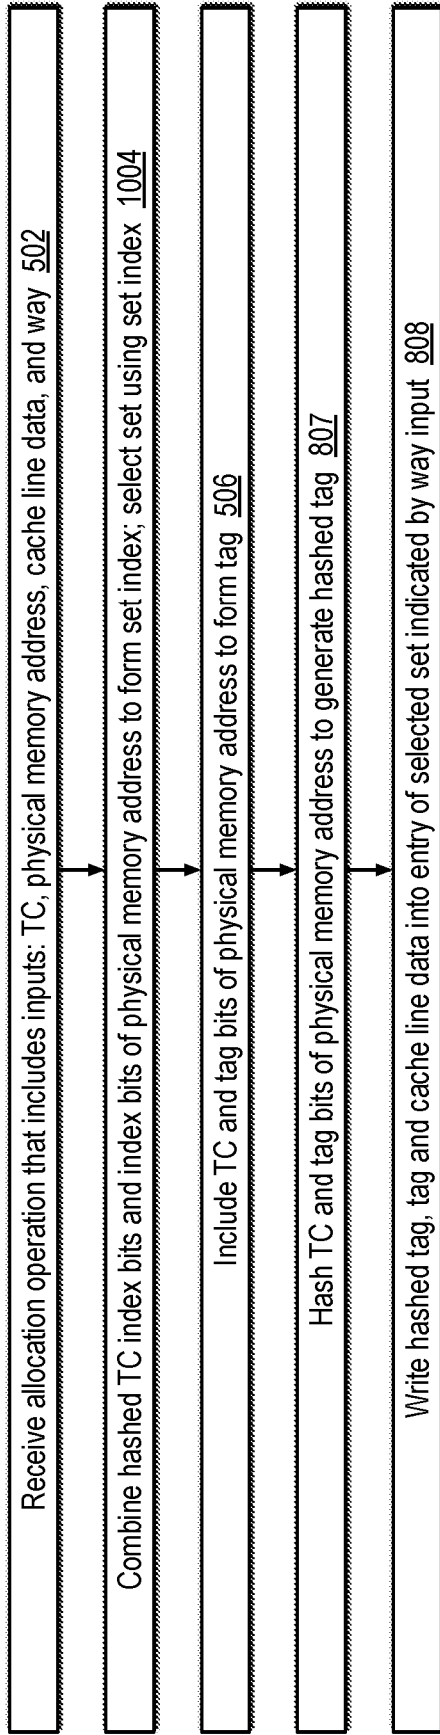 Receive allocation operation that includes inputs: TC, physical memory address, cache line data, and way 502
Combine hashed TC index bits and index bits of physical memory address to form set index; select set using set index 1004
Include TC and tag bits of physical memory address to form tag 506
Hash TC and tag bits of physical memory address to generate hashed tag 807
Write hashed tag, tag and cache line data into entry of selected set indicated by way input 808